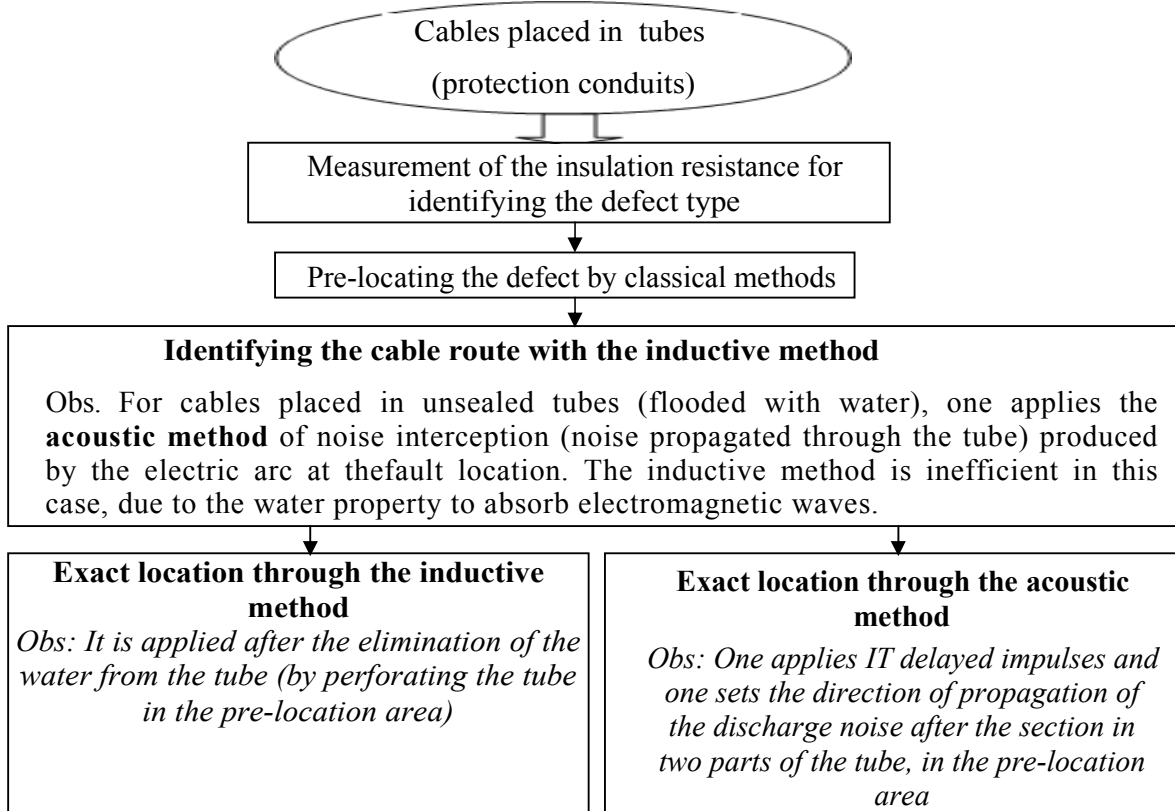 Cables placed in tubes
(protection conduits)
Measurement of the insulation resistance for
identifying the defect type
Pre-locating the defect by classical methods
Identifying the cable route with the inductive method
Obs. For cables placed in unsealed tubes (flooded with water), one applies the
acoustic method of noise interception (noise propagated through the tube) produced
by the electric arc at thefault location. The inductive method is inefficient in this
case, due to the water property to absorb electromagnetic waves.
Exact location through the inductive
method
Obs: It is applied after the elimination of the
water from the tube (by perforating the tube
in the pre-location area)
Exact location through the acoustic
method
Obs: One applies IT delayed impulses and
one sets the direction of propagation of
the discharge noise after the section in
two parts of the tube, in the pre-location
area